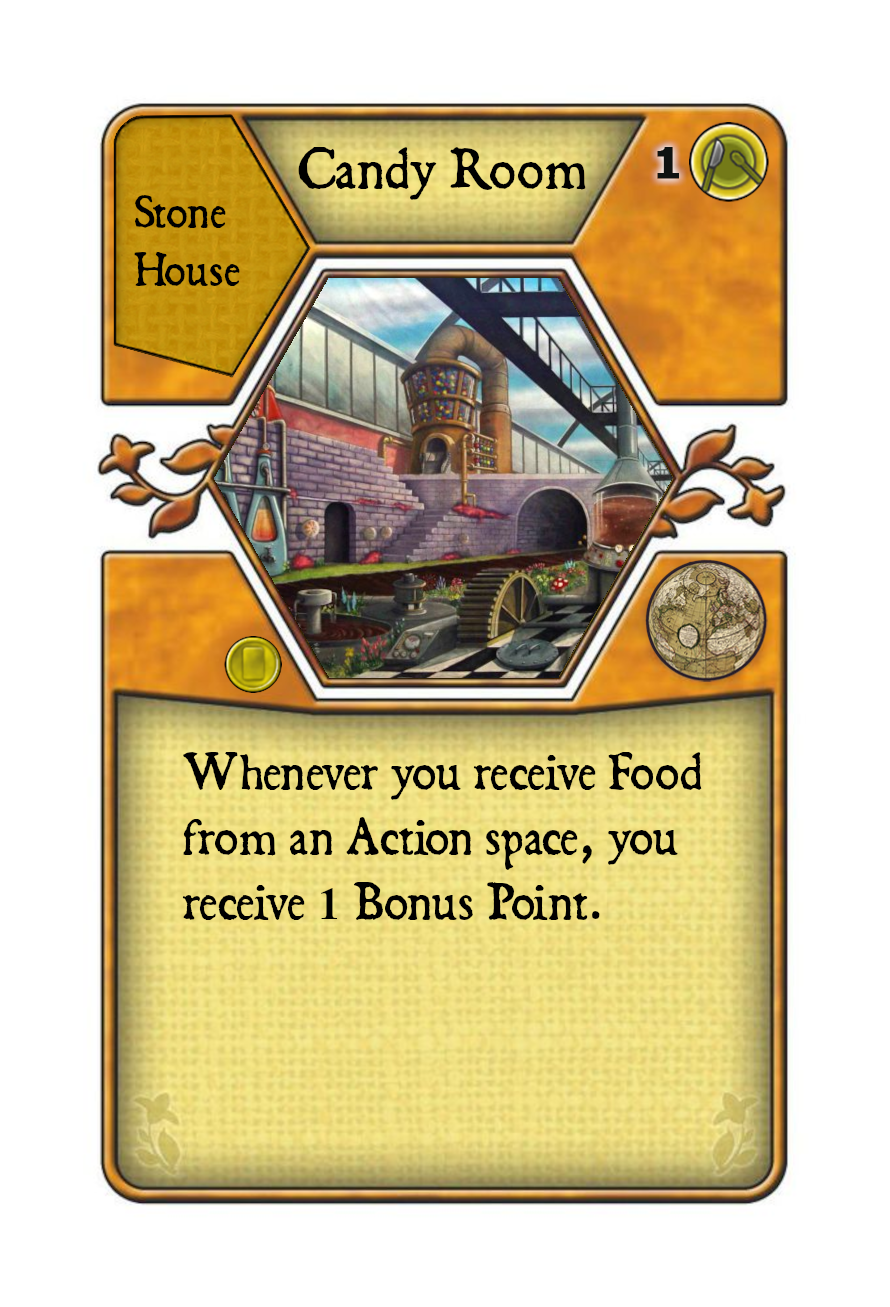 Candy Room
1
Stone
House
Whenever you receive Food
from an Action space, you
receive 1 Bonus Point.